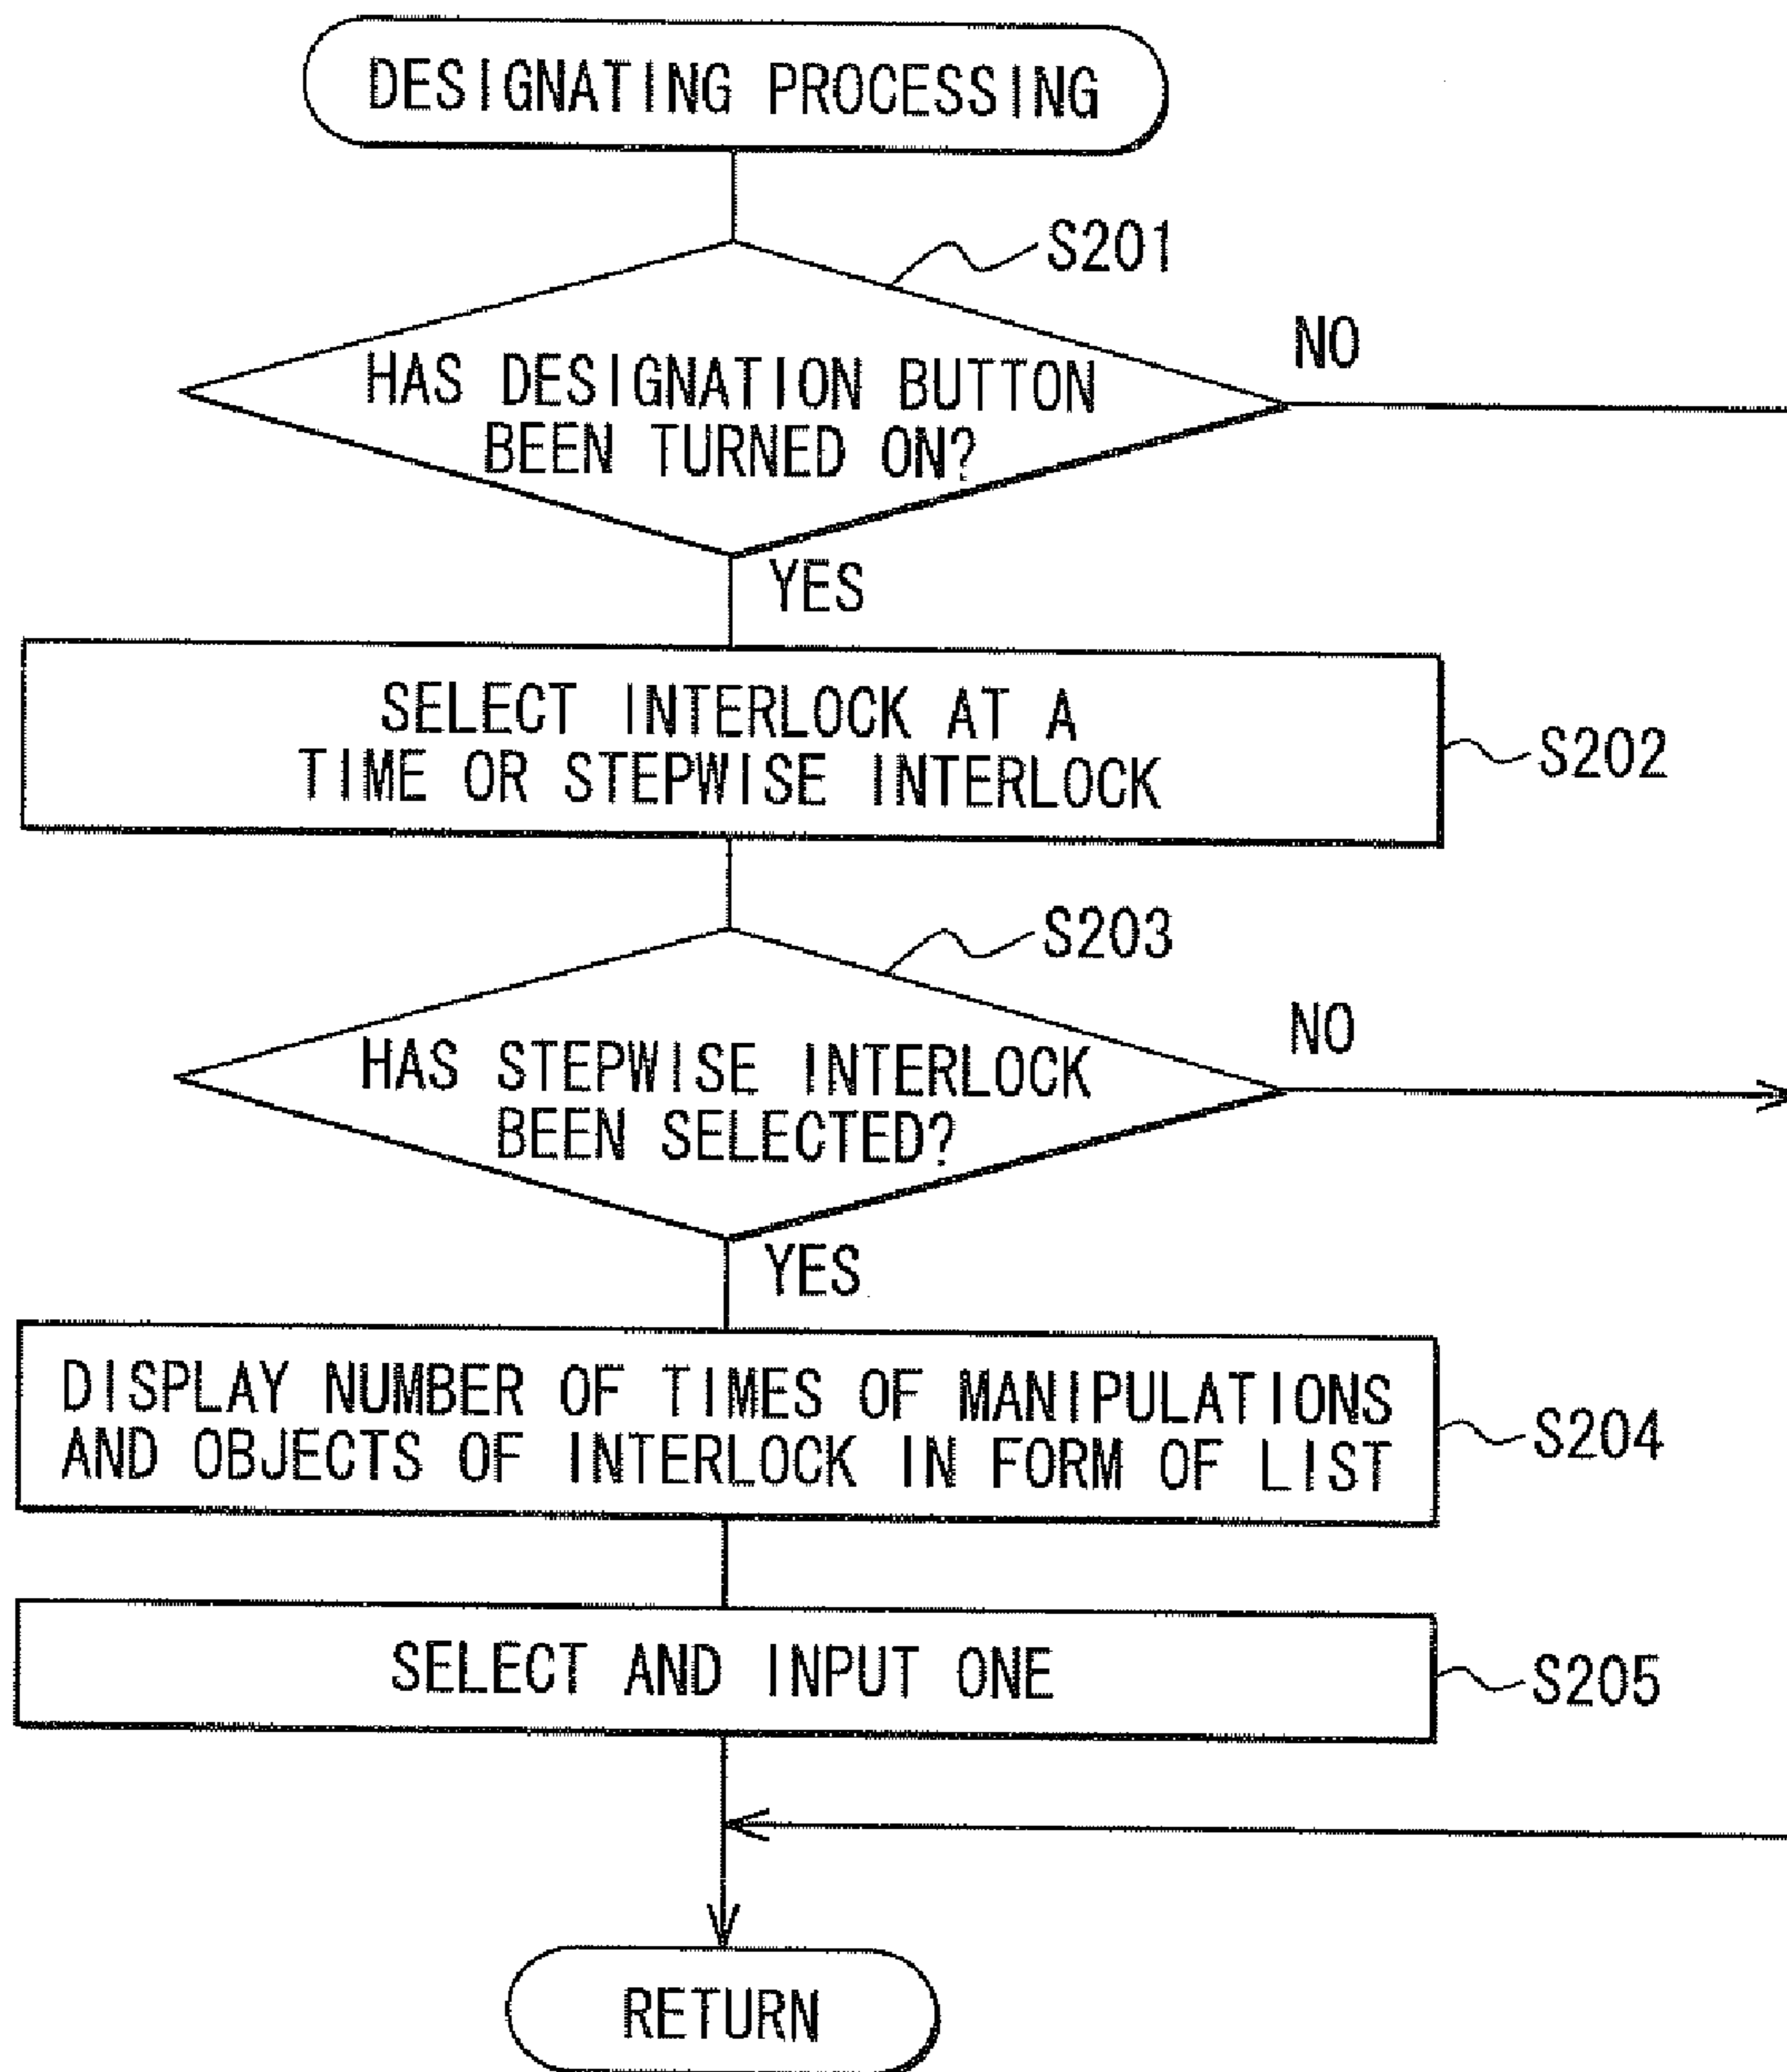 DESIGNATING PROCESSING
S201
HAS DESIGNATION BUTTON
BEEN TURNED ON?
NO
YES
SELECT INTERLOCK AT A
TIME OR STEPWISE INTERLOCK
S202
S203
HAS STEPWISE INTERLOCK
BEEN SELECTED?
NO
YES
DISPLAY NUMBER OF TIMES OF MANIPULATIONS
AND OBJECTS OF INTERLOCK IN FORM OF LIST
S204
SELECT AND INPUT ONE
S205
RETURN